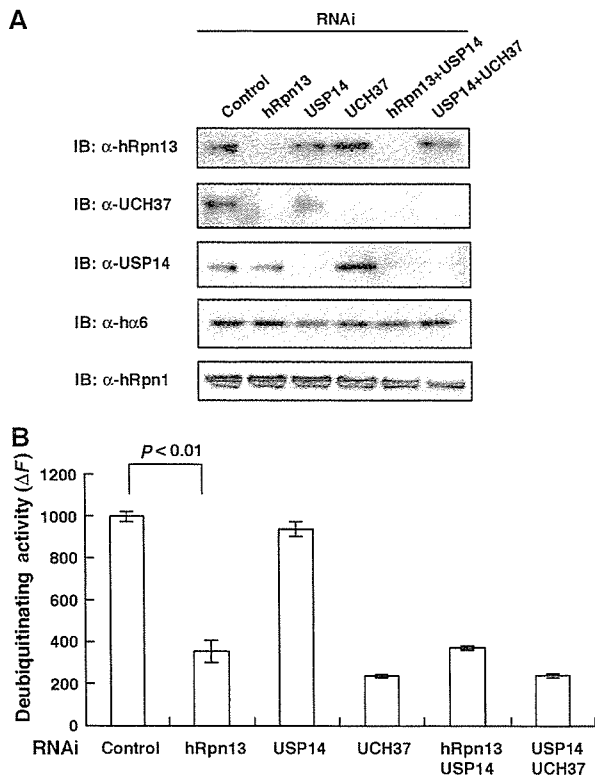 A
RNAi
Control
hRpn13
USP14
UCH37
hRpn13+USP14
USP14+UCH37
IB: α-hRpn13
IB: α-UCH37
IB: α-USP14
IB: α-hα6
IB: α-hRpn1
B
P < 0.01
Deubiquitinating activity (ΔF)
1200
1000
800
600
400
200
0
RNAi Control hRpn13 USP14 UCH37 hRpn13 USP14
USP14 UCH37